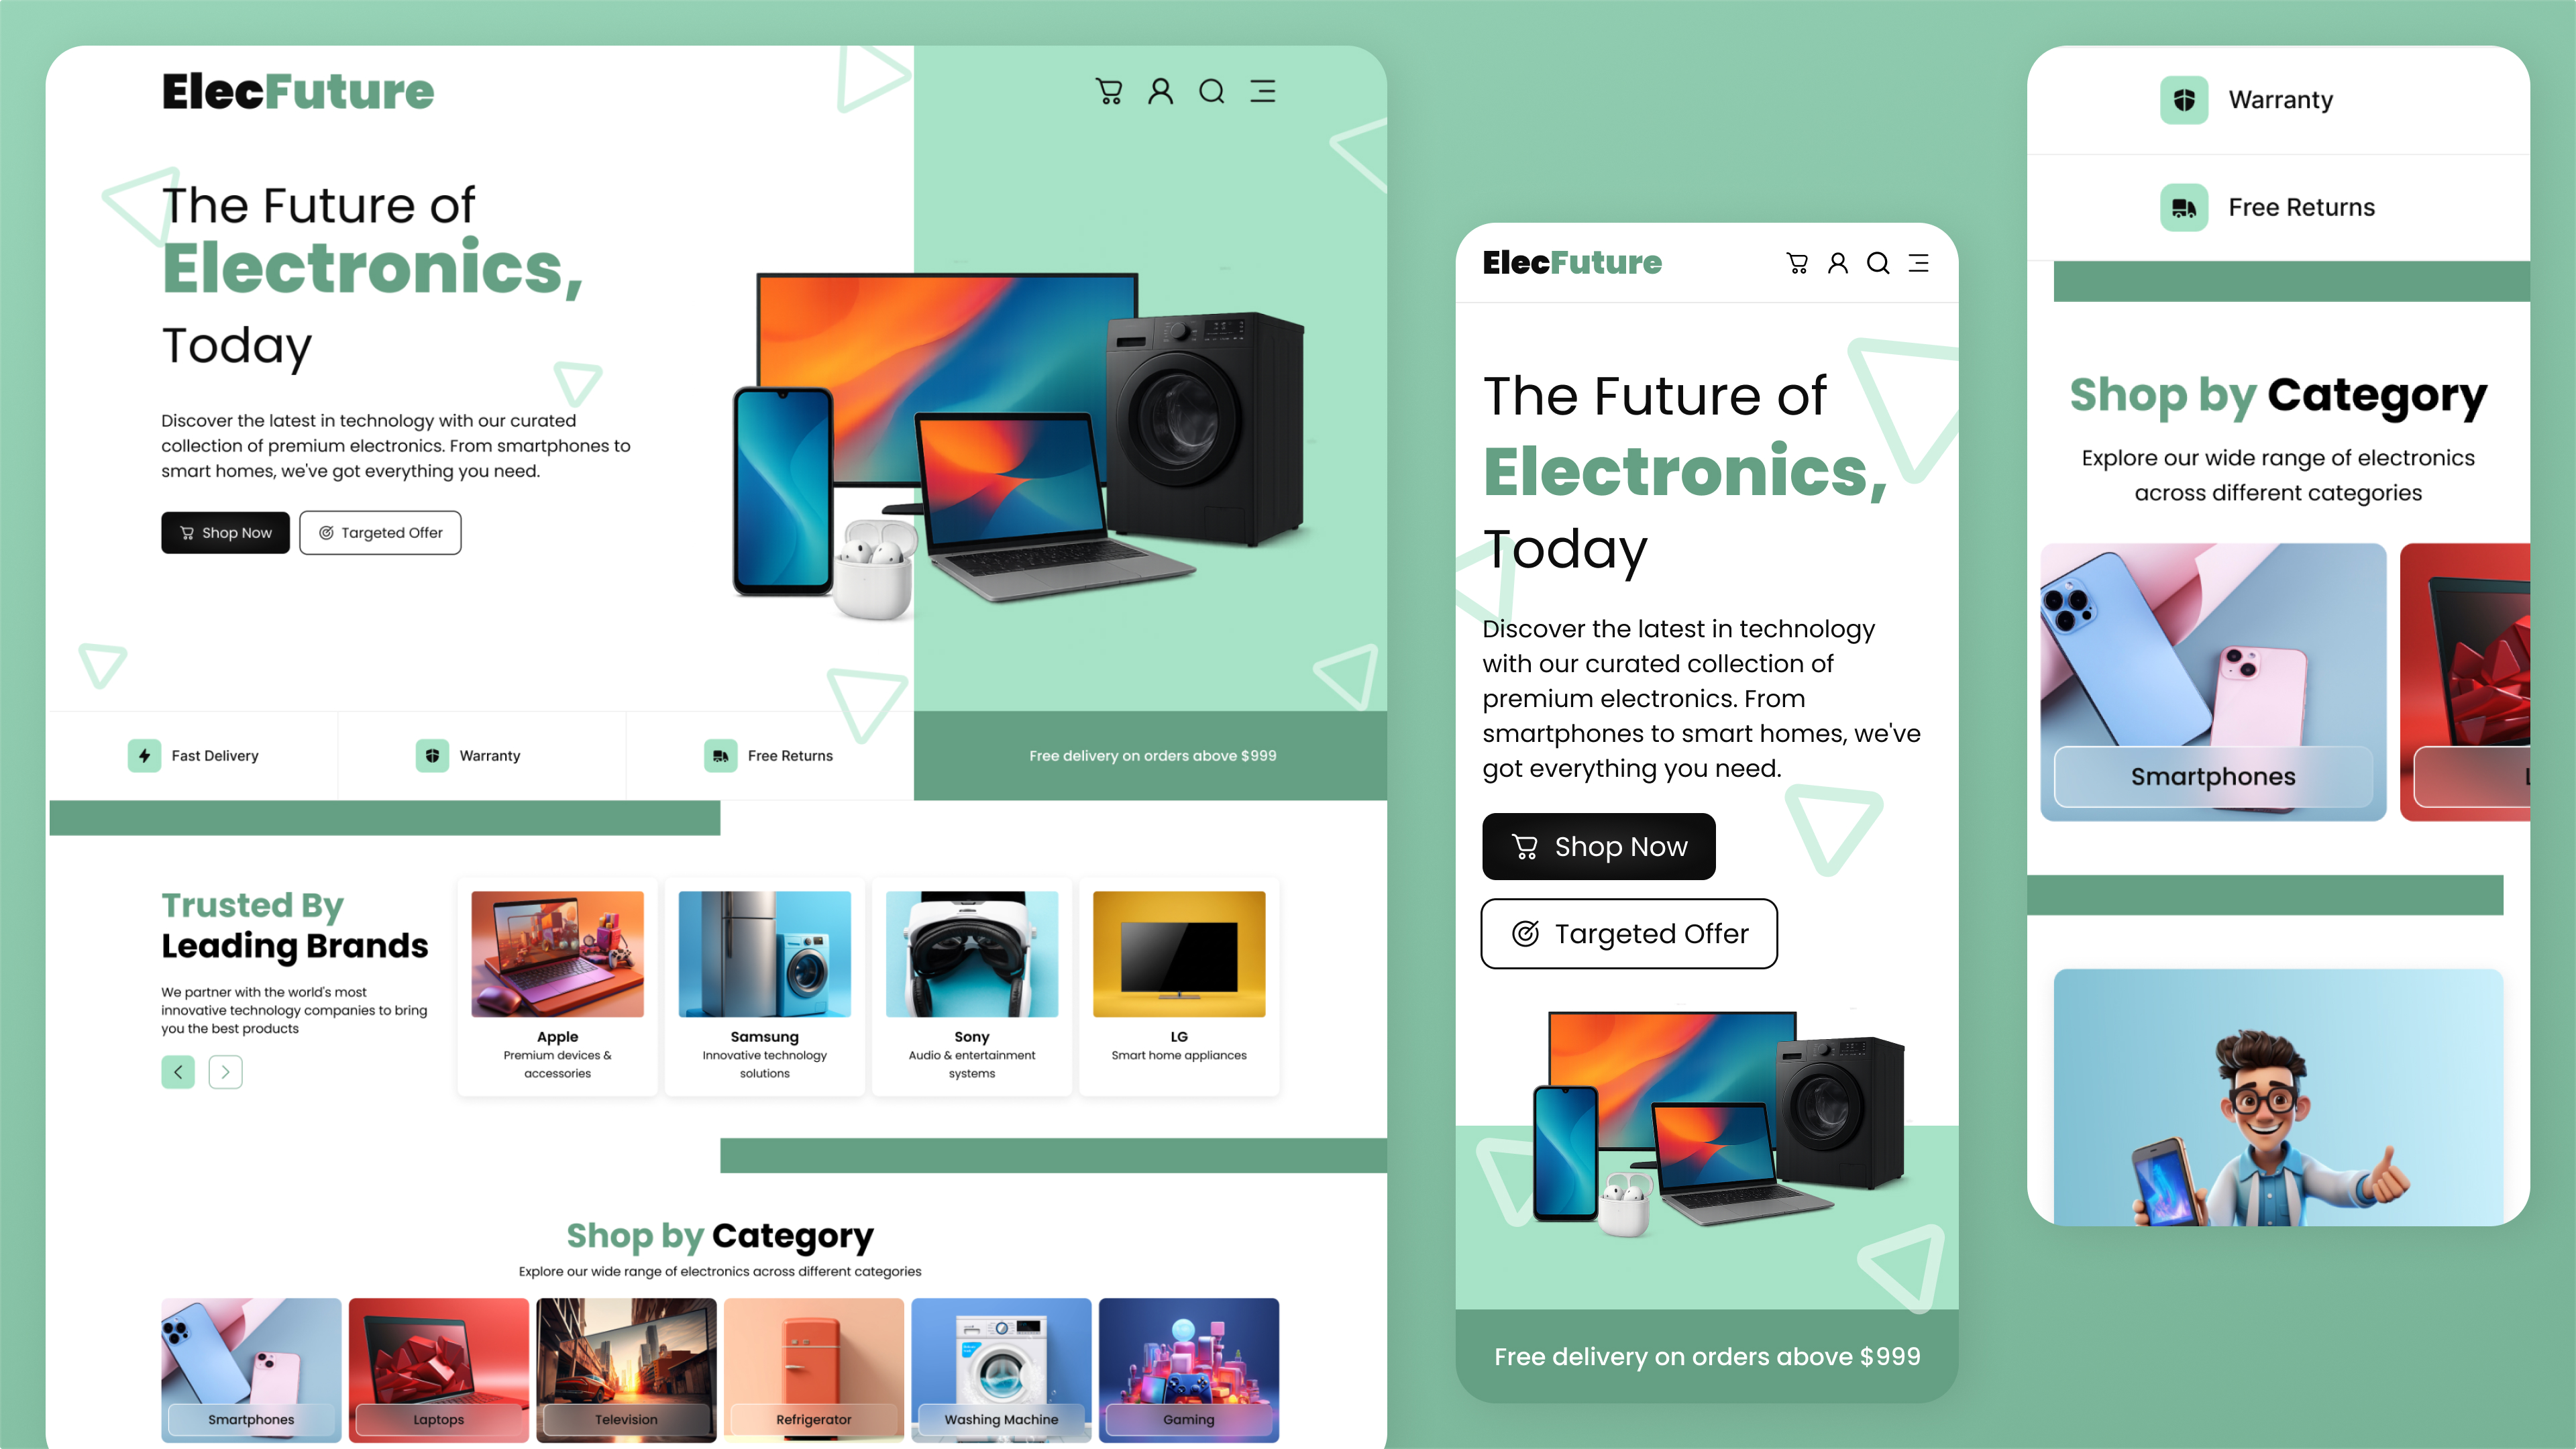 ElecFuture
The Future of
Electronics,
Today
Discover the latest in technology with our curated
collection of premium electronics. From smartphones to
smart homes, we've got everything you need.
Shop Now
Targeted Offer
Fast Delivery
Warranty
Free Returns
Free delivery on orders above $999
Trusted By
Leading Brands
We partner with the world's most
innovative technology companies to bring
you the best products
Apple
Premium devices &
accessories
Samsung
Innovative technology
solutions
Sony
Audio & entertainment
systems
LG
Smart home appliances
Shop by Category
Explore our wide range of electronics across different categories
Smartphones
Laptops
Television
Refrigerator
Washing Machine
Gaming
ElecFuture
The Future of
Electronics,
Today
Discover the latest in technology
with our curated collection of
premium electronics. From
smartphones to smart homes, we've
got everything you need.
Shop Now
Targeted Offer
Free delivery on orders above $999
Warranty
Free Returns
Shop by Category
Explore our wide range of electronics
across different categories
Smartphones